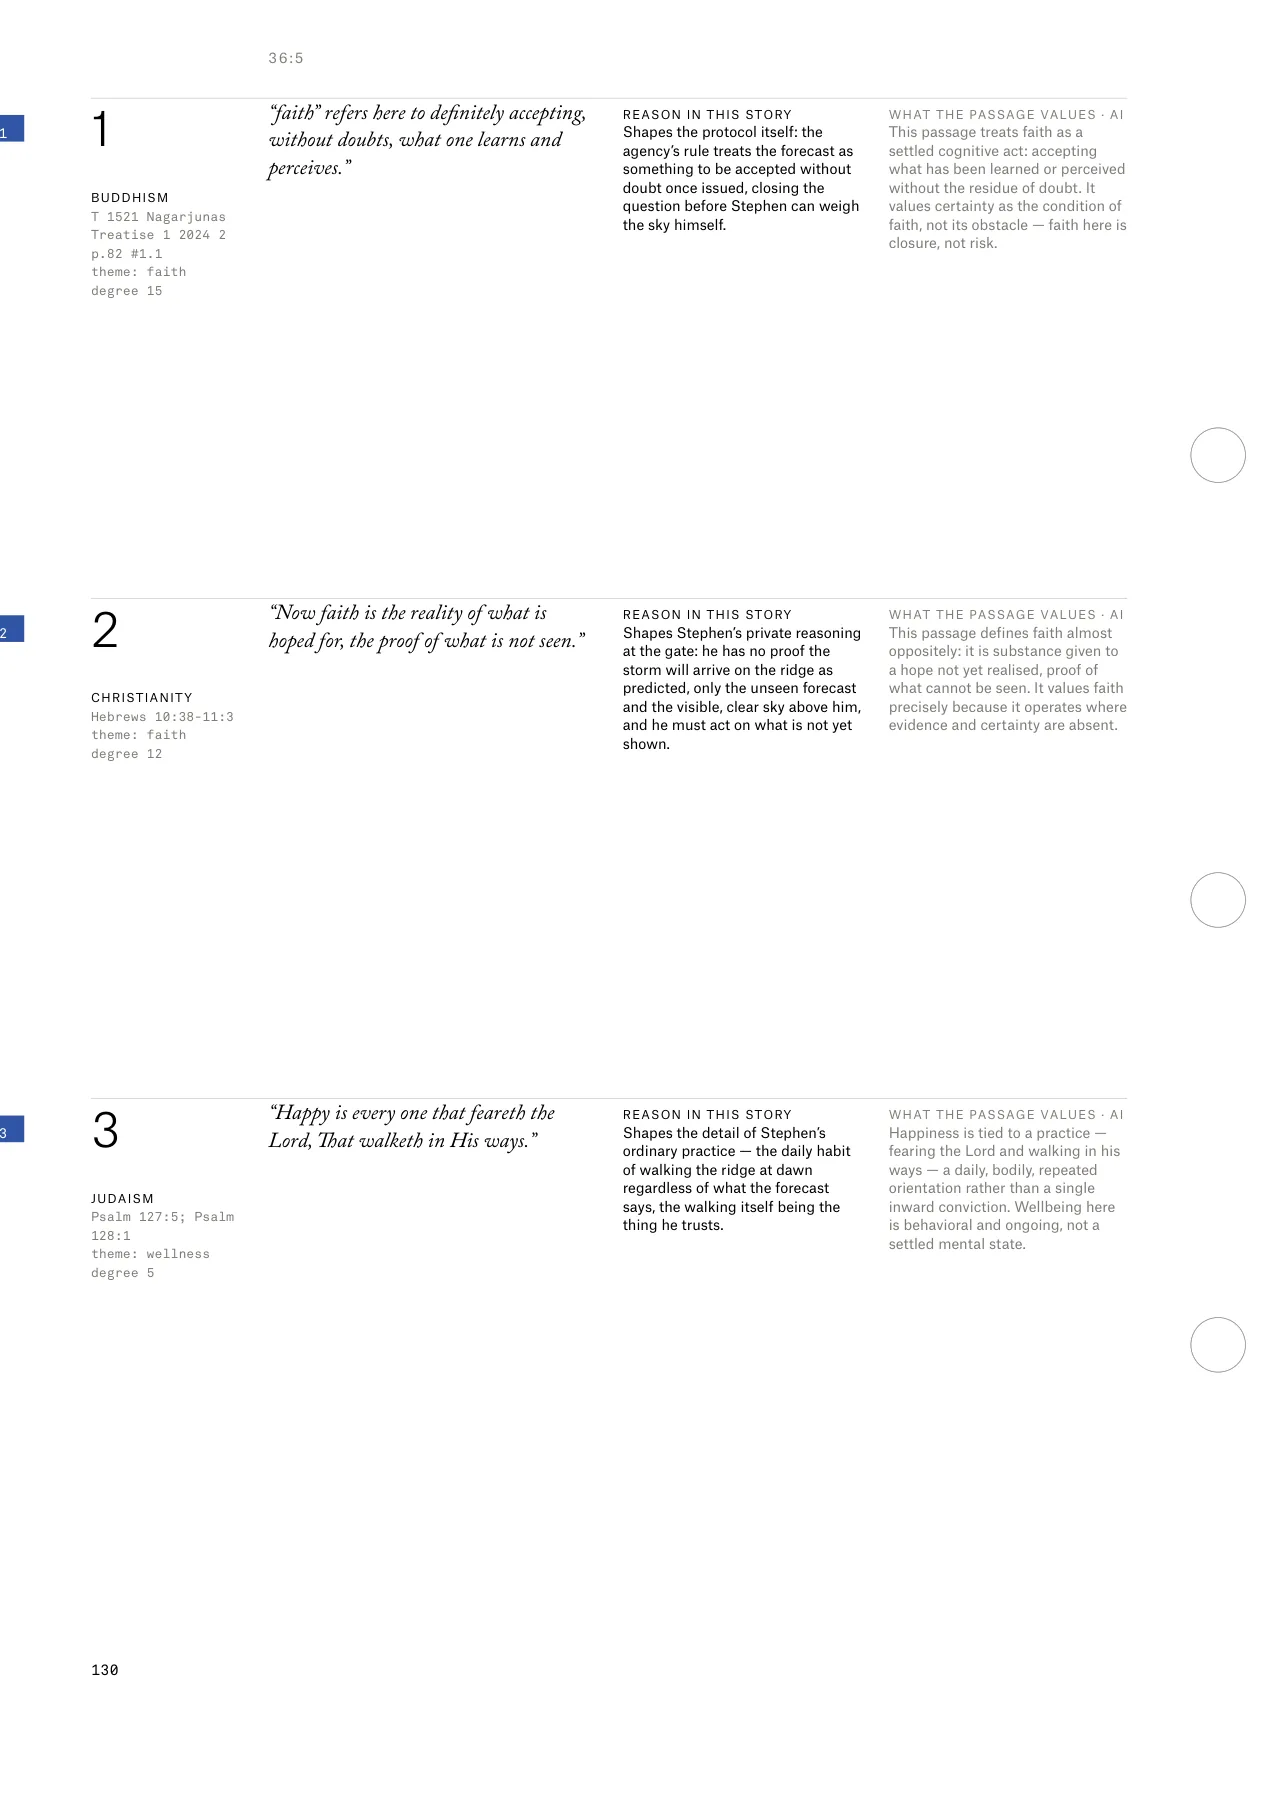 36:5
1
1
BUDDHISM
T 1521 Nagarjunas
Treatise 1 2024 2
p.82 #1.1
theme: faith
degree 15
“faith” refers here to definitely accepting,
without doubts, what one learns and
perceives.”
REASON IN THIS STORY
Shapes the protocol itself: the
agency’s rule treats the forecast as
something to be accepted without
doubt once issued, closing the
question before Stephen can weigh
the sky himself.
WHAT THE PASSAGE VALUES · AI
This passage treats faith as a
settled cognitive act: accepting
what has been learned or perceived
without the residue of doubt. It
values certainty as the condition of
faith, not its obstacle — faith here is
closure, not risk.
2
2
CHRISTIANITY
Hebrews 10:38-11:3
theme: faith
degree 12
“Now faith is the reality of what is
hoped for, the proof of what is not seen.”
REASON IN THIS STORY
Shapes Stephen’s private reasoning
at the gate: he has no proof the
storm will arrive on the ridge as
predicted, only the unseen forecast
and the visible, clear sky above him,
and he must act on what is not yet
shown.
WHAT THE PASSAGE VALUES · AI
This passage defines faith almost
oppositely: it is substance given to
a hope not yet realised, proof of
what cannot be seen. It values faith
precisely because it operates where
evidence and certainty are absent.
3
3
JUDAISM
Psalm 127:5; Psalm
128:1
theme: wellness
degree 5
“Happy is every one that feareth the
Lord, That walketh in His ways.”
REASON IN THIS STORY
Shapes the detail of Stephen’s
ordinary practice — the daily habit
of walking the ridge at dawn
regardless of what the forecast
says, the walking itself being the
thing he trusts.
WHAT THE PASSAGE VALUES · AI
Happiness is tied to a practice —
fearing the Lord and walking in his
ways — a daily, bodily, repeated
orientation rather than a single
inward conviction. Wellbeing here
is behavioral and ongoing, not a
settled mental state.
130